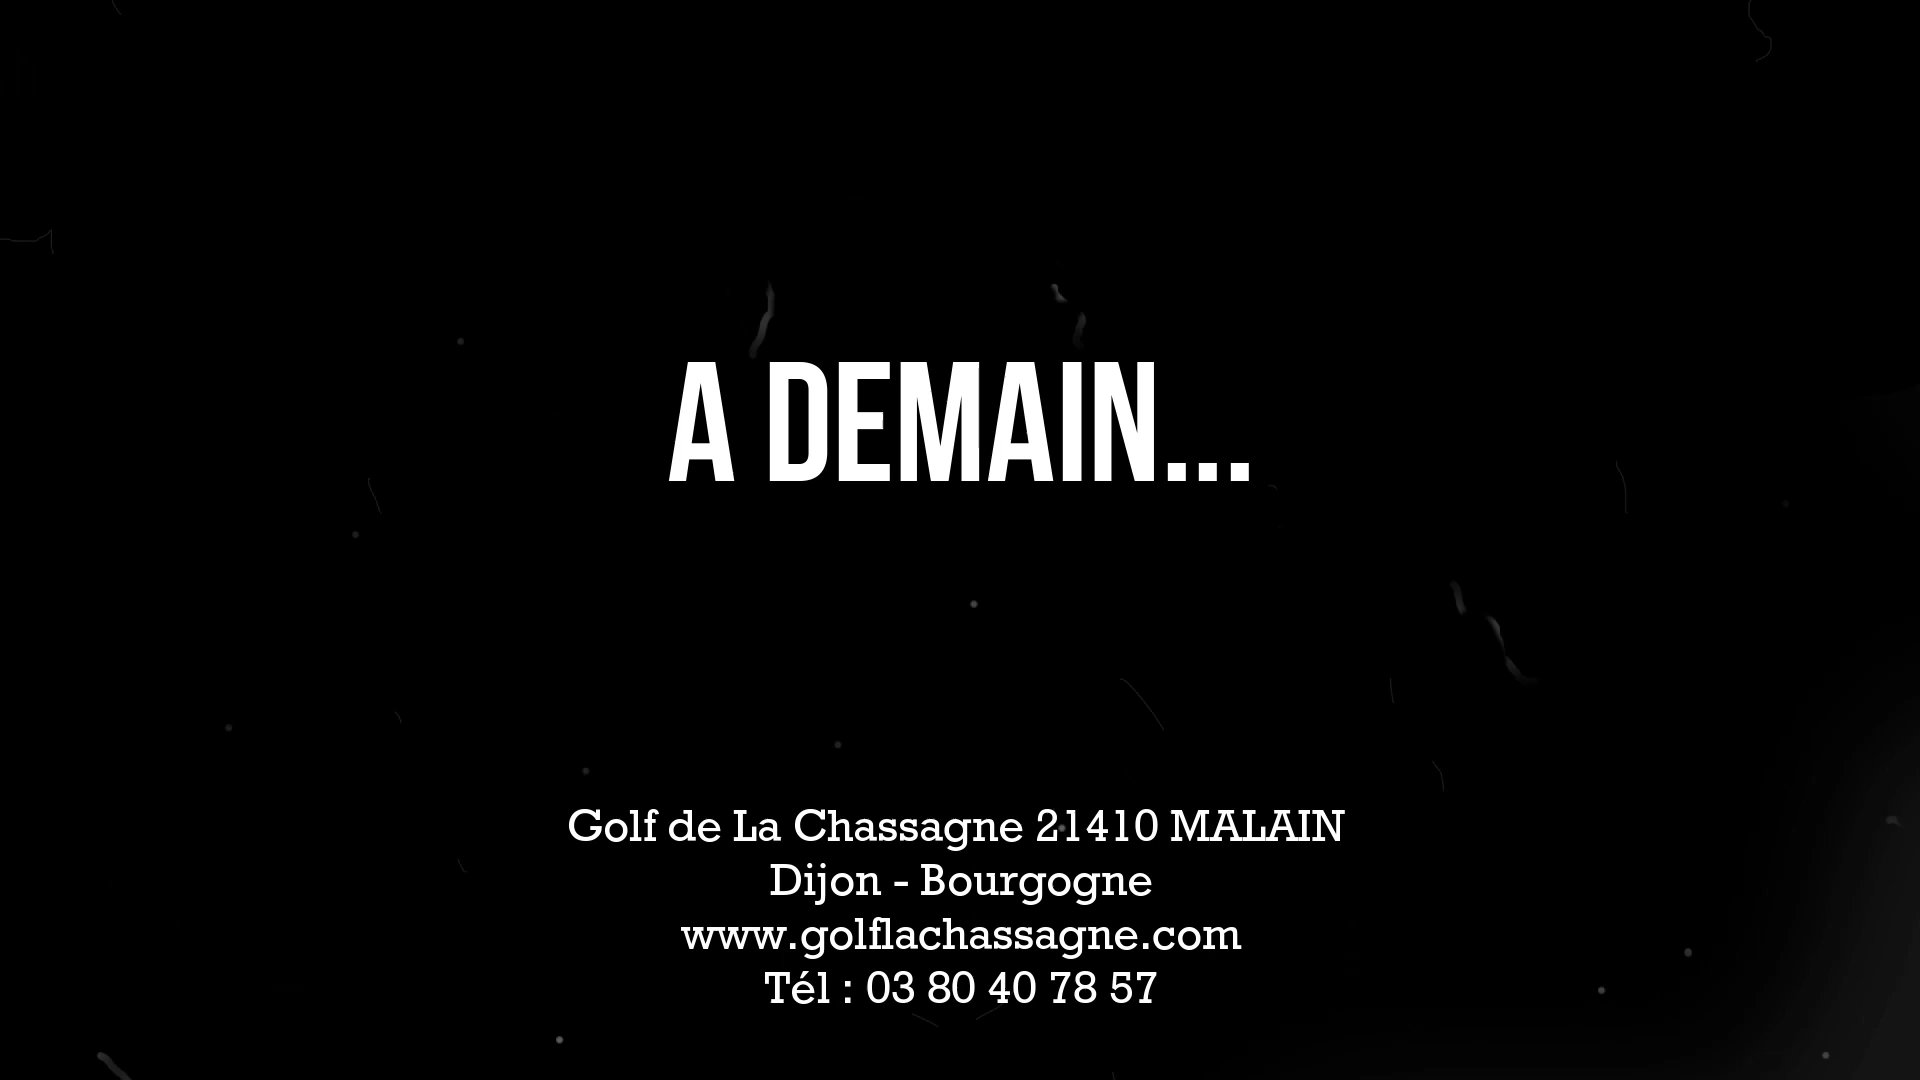 A DEMAIN...
Golf de La Chassagne 21410 MALAIN
Dijon - Bourgogne
www.golflachassagne.com
Tél : 03 80 40 78 57